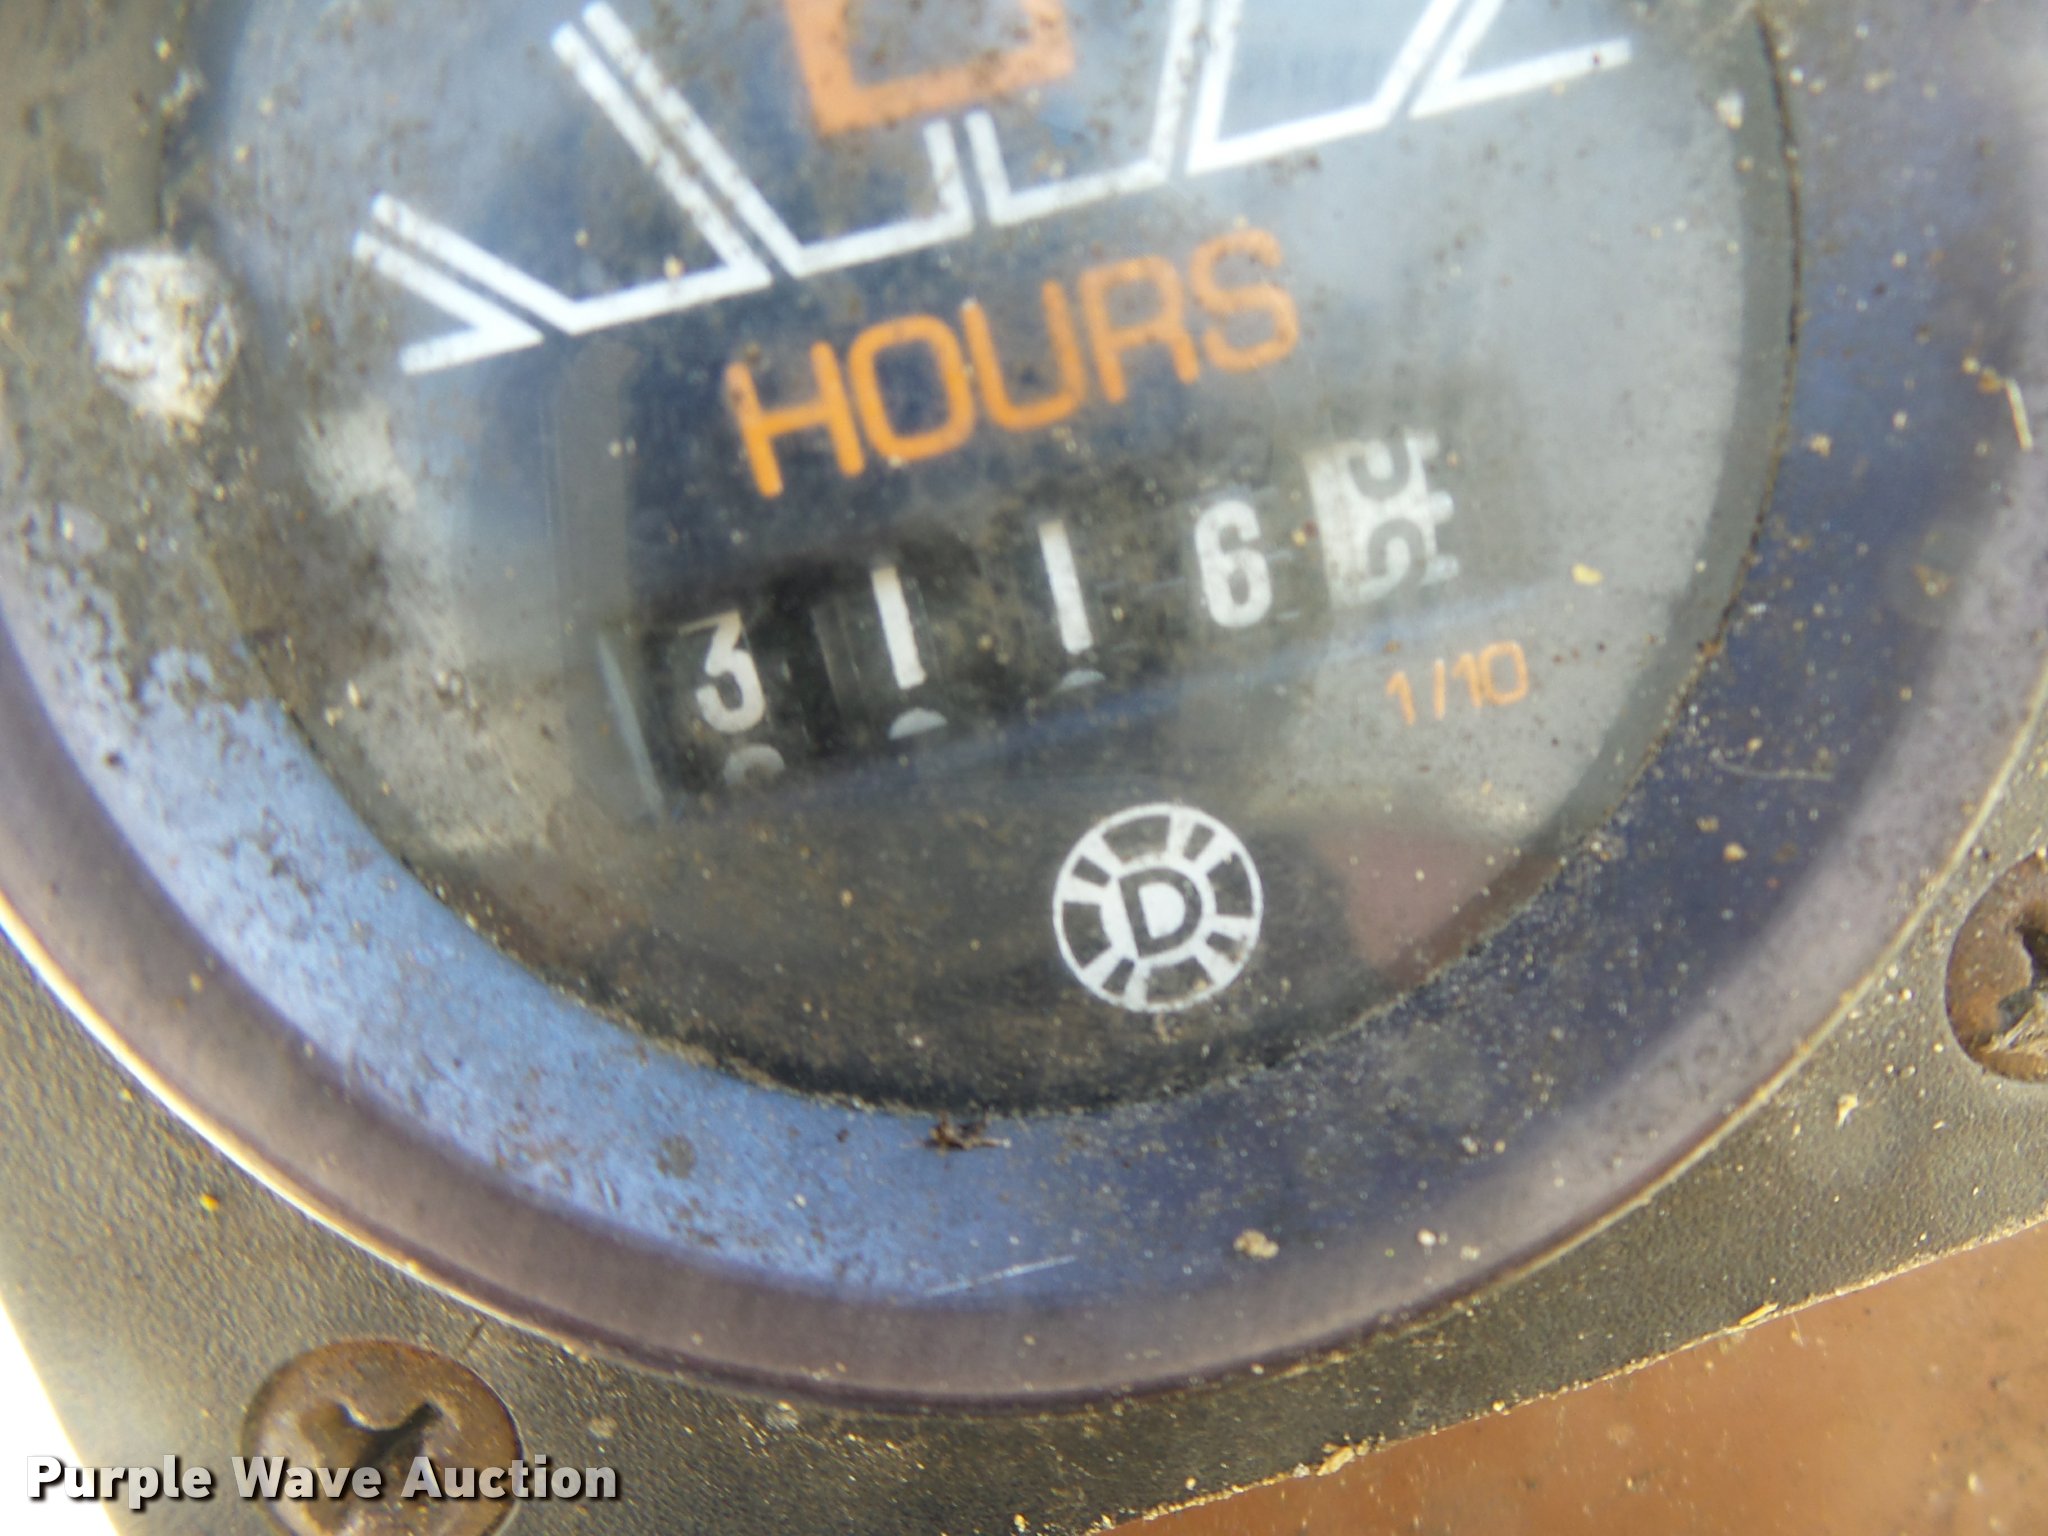 HOURS
3116
1/10
D
Purple Wave Auction